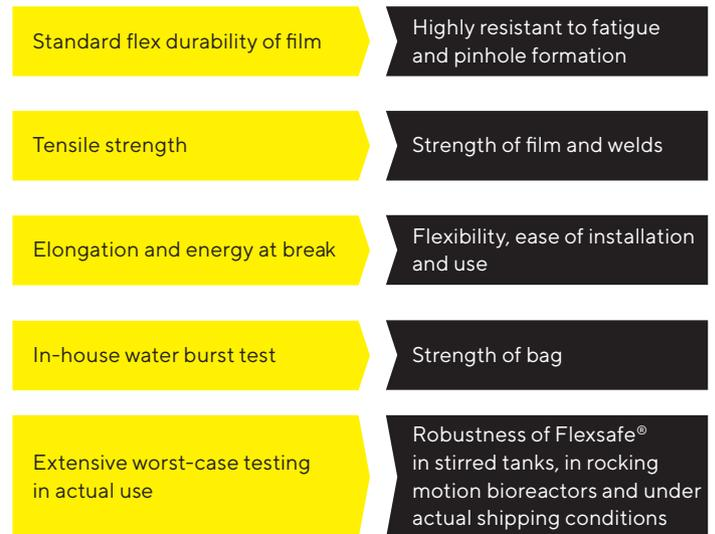 Standard flex durability of film
Highly resistant to fatigue
and pinhole formation
Tensile strength
Strength of film and welds
Elongation and energy at break
Flexibility, ease of installation
and use
In-house water burst test
Strength of bag
Extensive worst-case testing
in actual use
Robustness of Flexsafe®
in stirred tanks, in rocking
motion bioreactors and under
actual shipping conditions